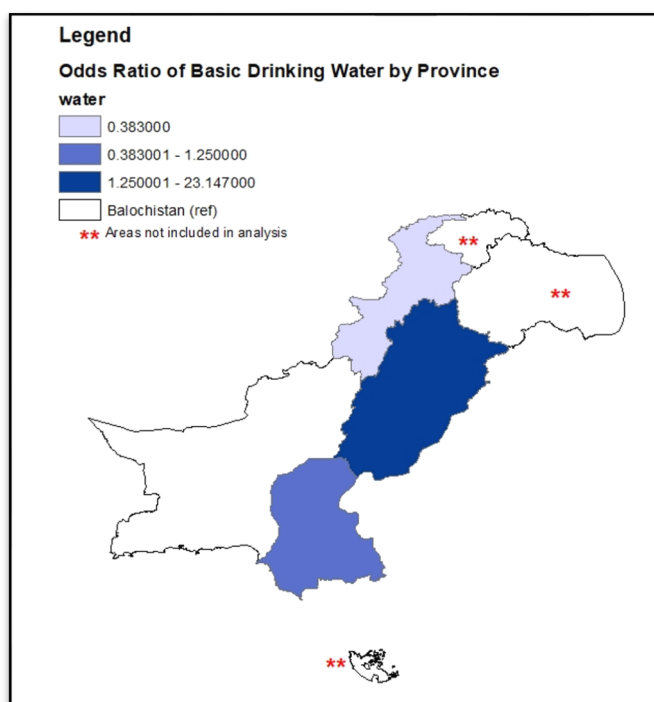 Legend
Odds Ratio of Basic Drinking Water by Province
water
0.383000
0.383001 - 1.250000
1.250001 - 23.147000
Balochistan (ref)
** Areas not included in analysis
**
**
**